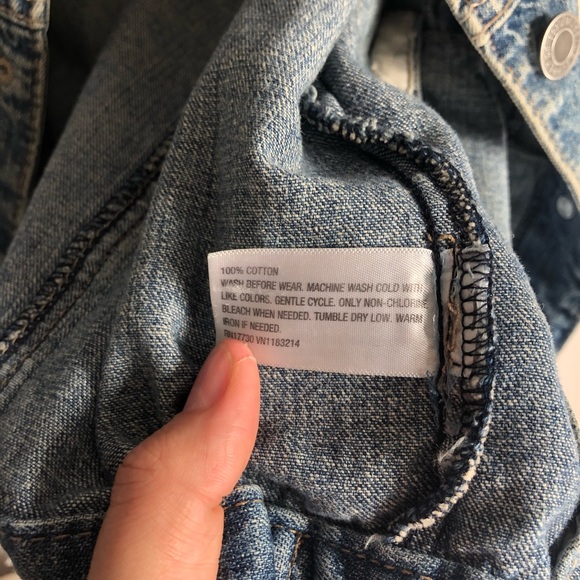 100% COTTON
WASH BEFORE WEAR. MACHINE WASH COLD WITH
LIKE COLORS. GENTLE CYCLE. ONLY NON-CHLORINE
BLEACH WHEN NEEDED. TUMBLE DRY LOW. WARM
IRON IF NEEDED.
RN17730 VN1183214